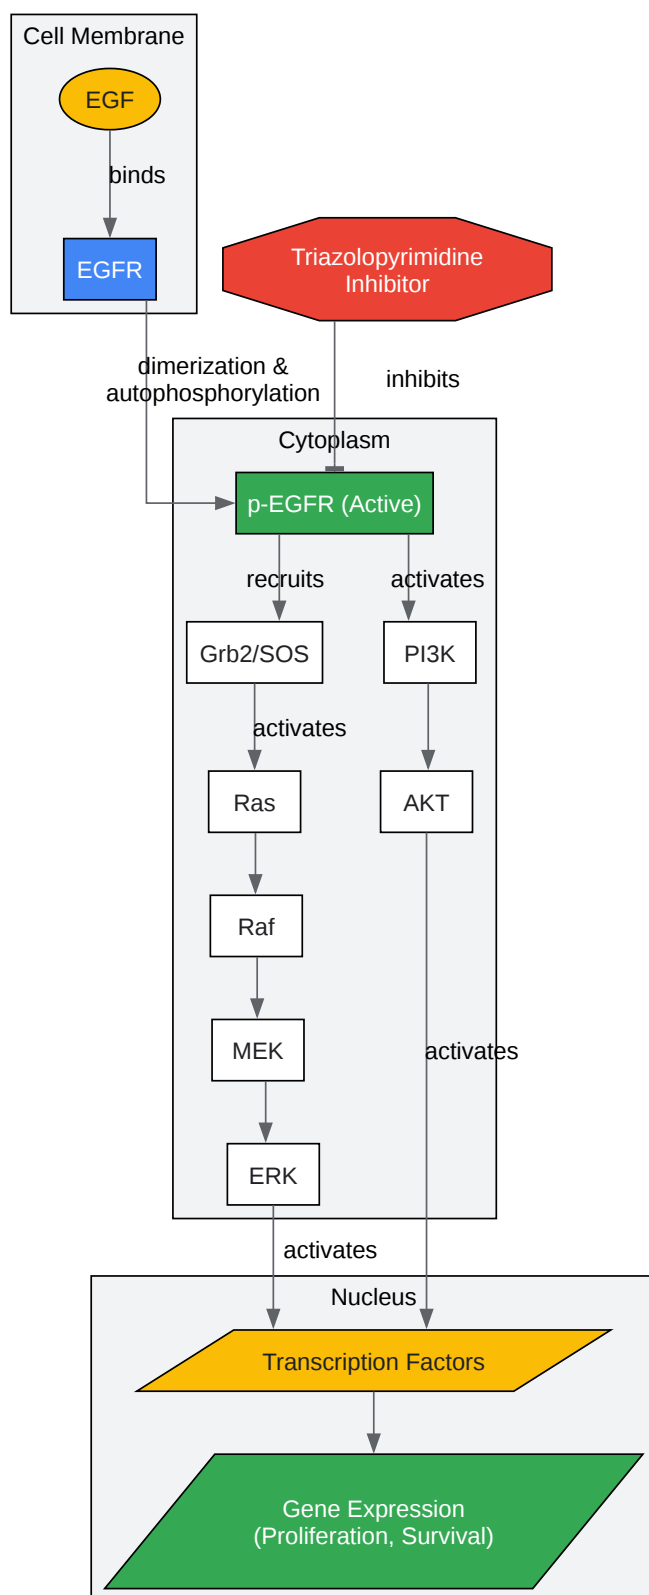 Cell Membrane
EGF
binds
EGFR
Triazolopyrimidine
Inhibitor
dimerization &
autophosphorylation
inhibits
Cytoplasm
p-EGFR (Active)
recruits
activates
Grb2/SOS
PI3K
activates
Ras
AKT
Raf
MEK
activates
ERK
activates
Nucleus
Transcription Factors
Gene Expression
(Proliferation, Survival)